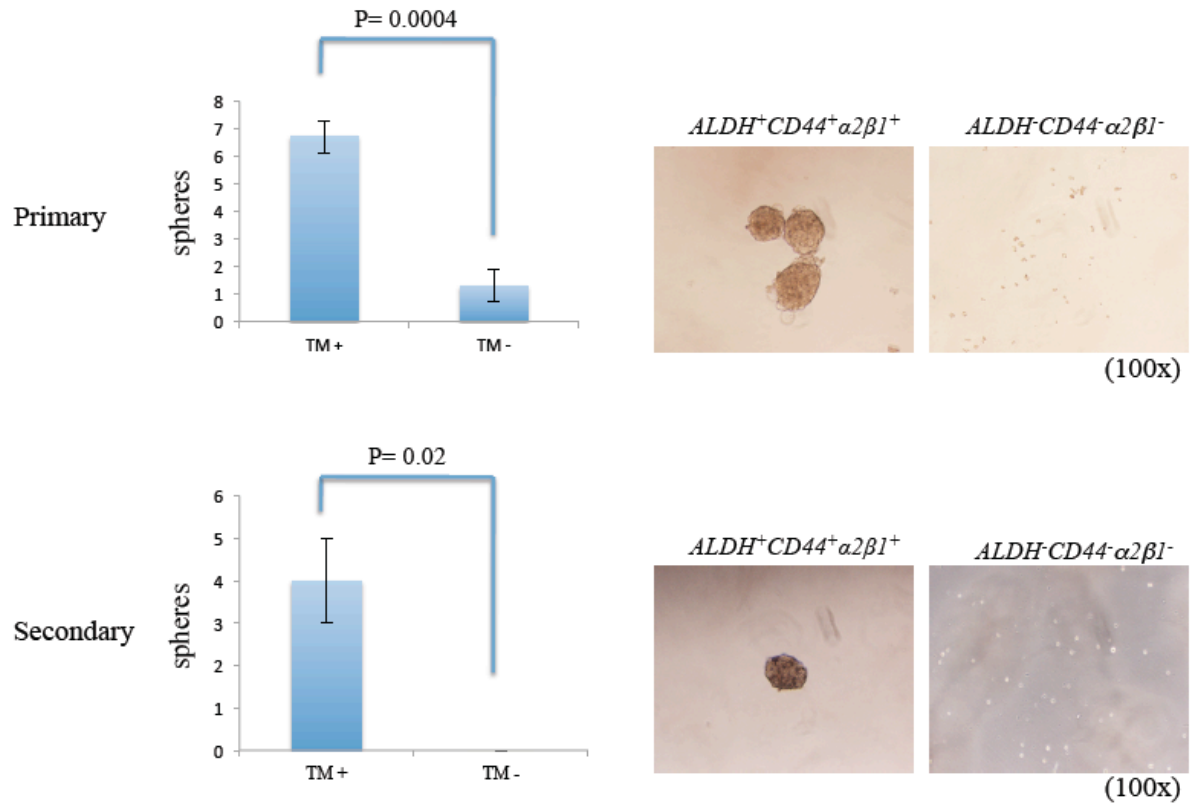 P= 0.0004
Primary
spheres
8
7
6
5
4
3
2
1
0
TM +
TM -
ALDH⁺CD44⁺α2β1⁺
ALDH⁻CD44⁻α2β1⁻
(100x)
P= 0.02
Secondary
spheres
6
5
4
3
2
1
0
TM +
TM -
ALDH⁺CD44⁺α2β1⁺
ALDH⁻CD44⁻α2β1⁻
(100x)